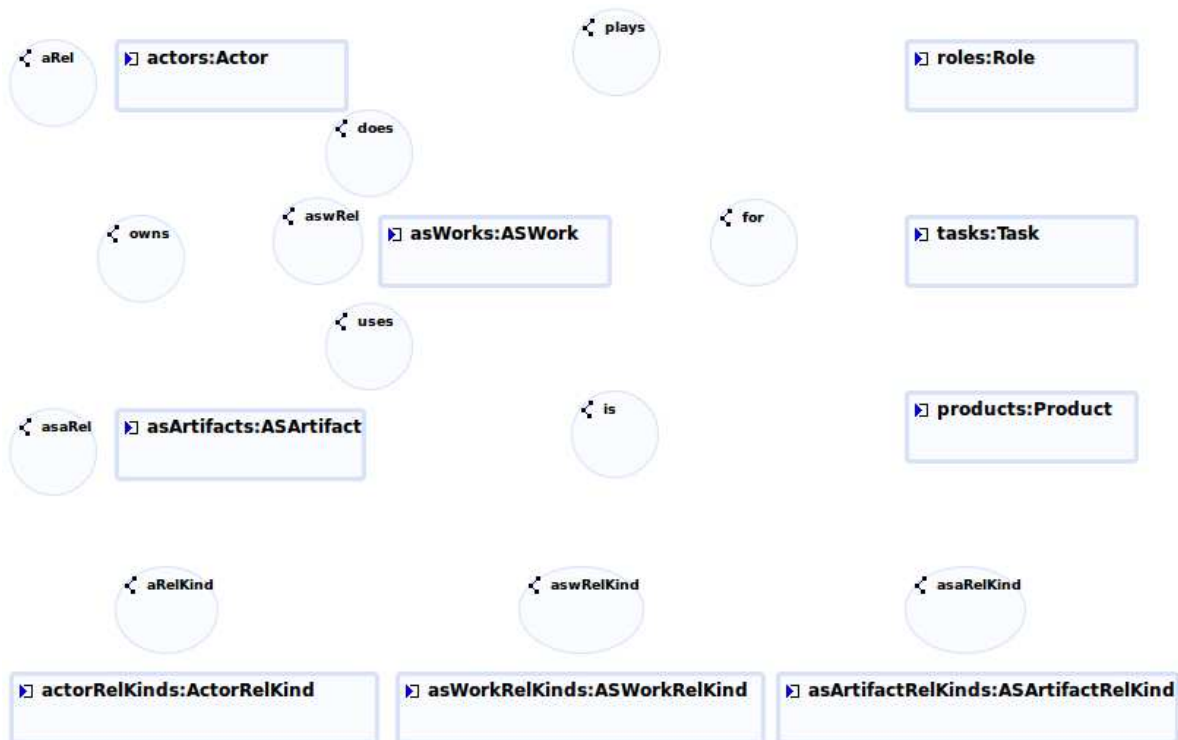 plays
aRel
actors:Actor
roles:Role
does
aswRel
for
owns
asWorks:ASWork
tasks:Task
uses
is
products:Product
asaRel
asArtifacts:ASArtifact
aRelKind
aswRelKind
asaRelKind
actorRelKinds:ActorRelKind
asWorkRelKinds:ASWorkRelKind
asArtifactRelKinds:ASArtifactRelKind